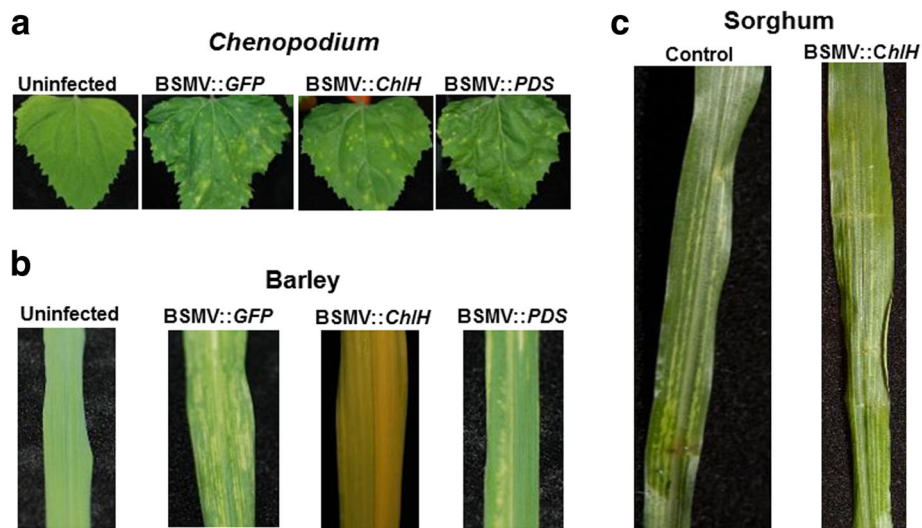 a
Chenopodium
Uninfected BSMV::GFP BSMV::ChlH BSMV::PDS
b
Barley
Uninfected BSMV::GFP BSMV::ChlH BSMV::PDS
c
Sorghum
Control BSMV::ChlH